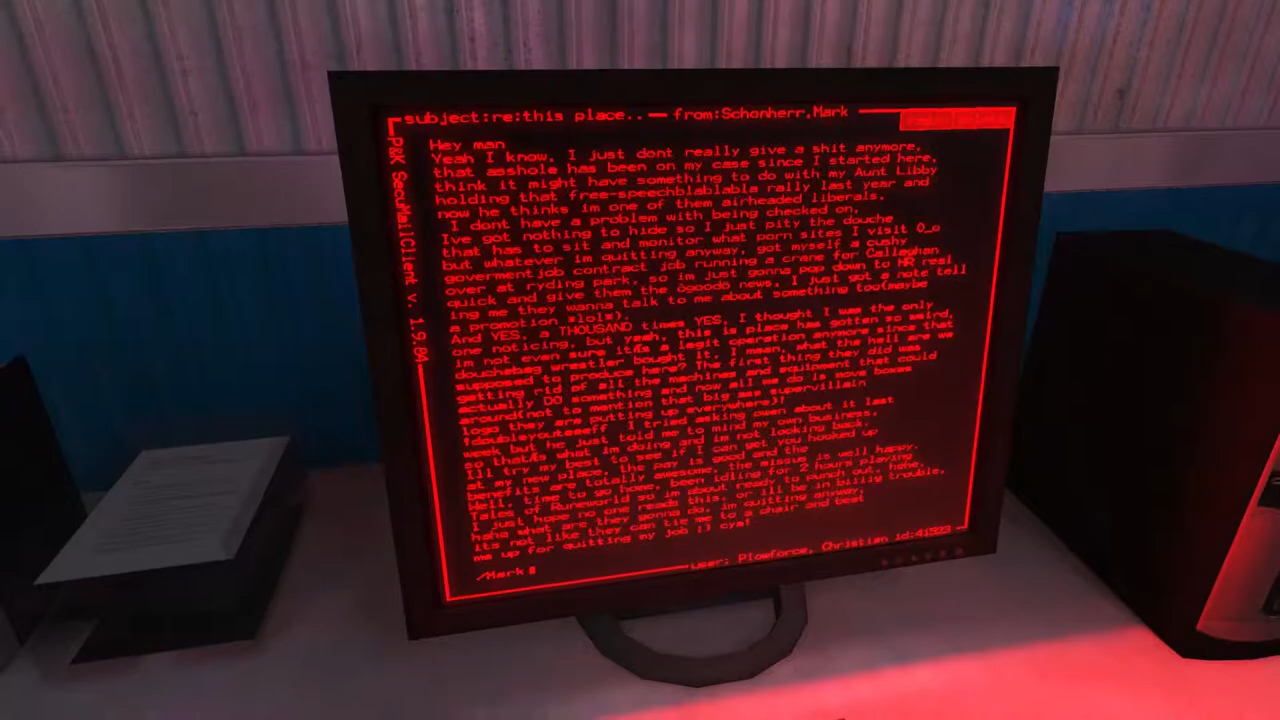 subject:re:this place.. — from:Schanherr,Mark
P&K SecuMailClient v. 1.9.0A
Hey man
Yeah I know, I just dont really give a shit anymore,
that asshole has been on my case since I started here,
think it might have something to do with my Aunt Libby
holding that free-speechblablabla rally last year and
now he thinks im one of them airheaded liberals.
I dont have a problem with being checked on,
Ive got nothing to hide so I just pity the douche
that has to sit and monitor what porn sites I visit O_o
but whatever im quitting anyway, got myself a cushy
govermentjob contract job running a crane for Callaghan
over at ryding park, so im just gonna pop down to HR real
quick and give them the ògoodò news, I just got a note tell
ing me they wanna talk to me about something too(maybe
a promotion *lols*).
And YES, a THOUSAND times YES, I thought I was the only
one noticing, but yeah, this is place has gotten so weird,
im not even sure its a legit operation anymore since that
douchebag wrestler bought it. I mean, what the hell are we
supposed to produce here? The first thing they did was
getting rid of all the machines and equipment that could
actually DO something and now all we do is move boxes
around(not to mention that big ass supervillain
logo they are putting up everywhere)!
fdoubleyoutseeff I tried asking owen about it last
week but he just told me to mind my own business,
so thats what im doing and im not looking back.
Ill try my best to see if I can get you hooked up
at my new place, the pay is good and the
benefits are totally awesome, the missus is well happy.
Well, time to go home, been idling for 2 hours playing
Tales of Runeworld so im about ready to punch out, hehe,
I just hope no one reads this, or ill be in biiiig trouble,
haha what are they gonna do, im quitting anyway;
its not like they can tie me to a chair and beat
me up for quitting my job ;) cya!
/Mark
user: Plowforce, Christian id:4